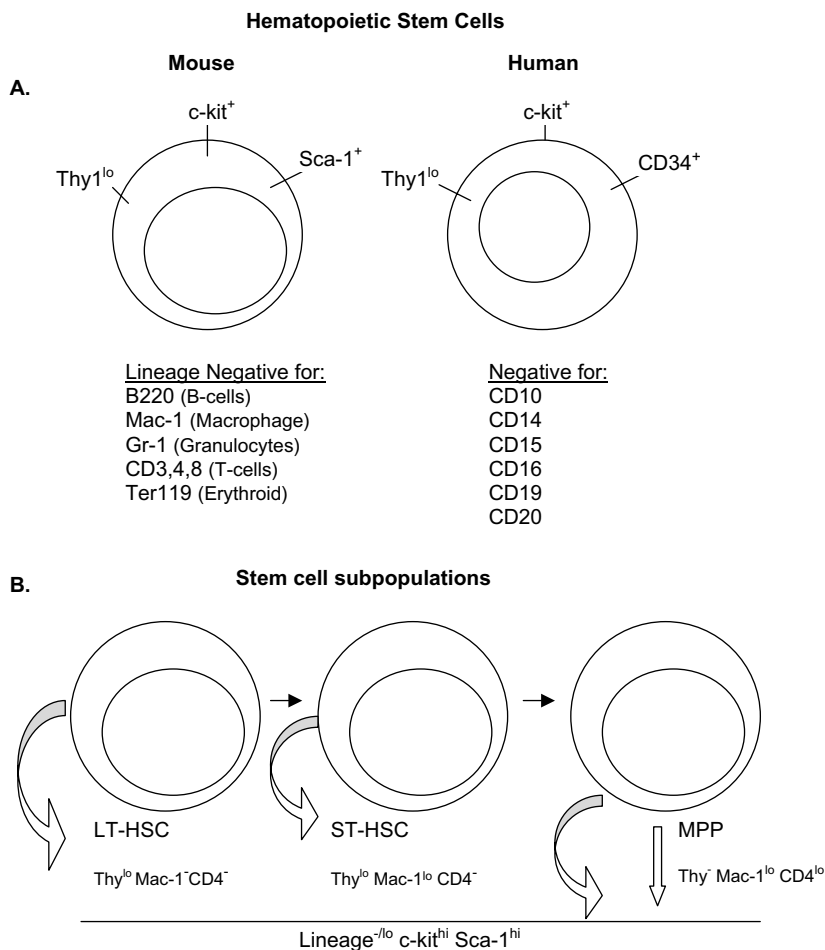 Hematopoietic Stem Cells
Mouse
Human
A.
c-kit⁺
Sca-1⁺
Thy1ˡᵒ
c-kit⁺
CD34⁺
Thy1ˡᵒ
Lineage Negative for:
B220 (B-cells)
Mac-1 (Macrophage)
Gr-1 (Granulocytes)
CD3,4,8 (T-cells)
Ter119 (Erythroid)
Negative for:
CD10
CD14
CD15
CD16
CD19
CD20
B.
Stem cell subpopulations
LT-HSC
ST-HSC
MPP
Thyˡᵒ Mac-1⁻CD4⁻
Thyˡᵒ Mac-1ˡᵒ CD4⁻
Thy⁻ Mac-1ˡᵒ CD4ˡᵒ
Lineage⁻/ˡᵒ c-kitʰⁱ Sca-1ʰⁱ